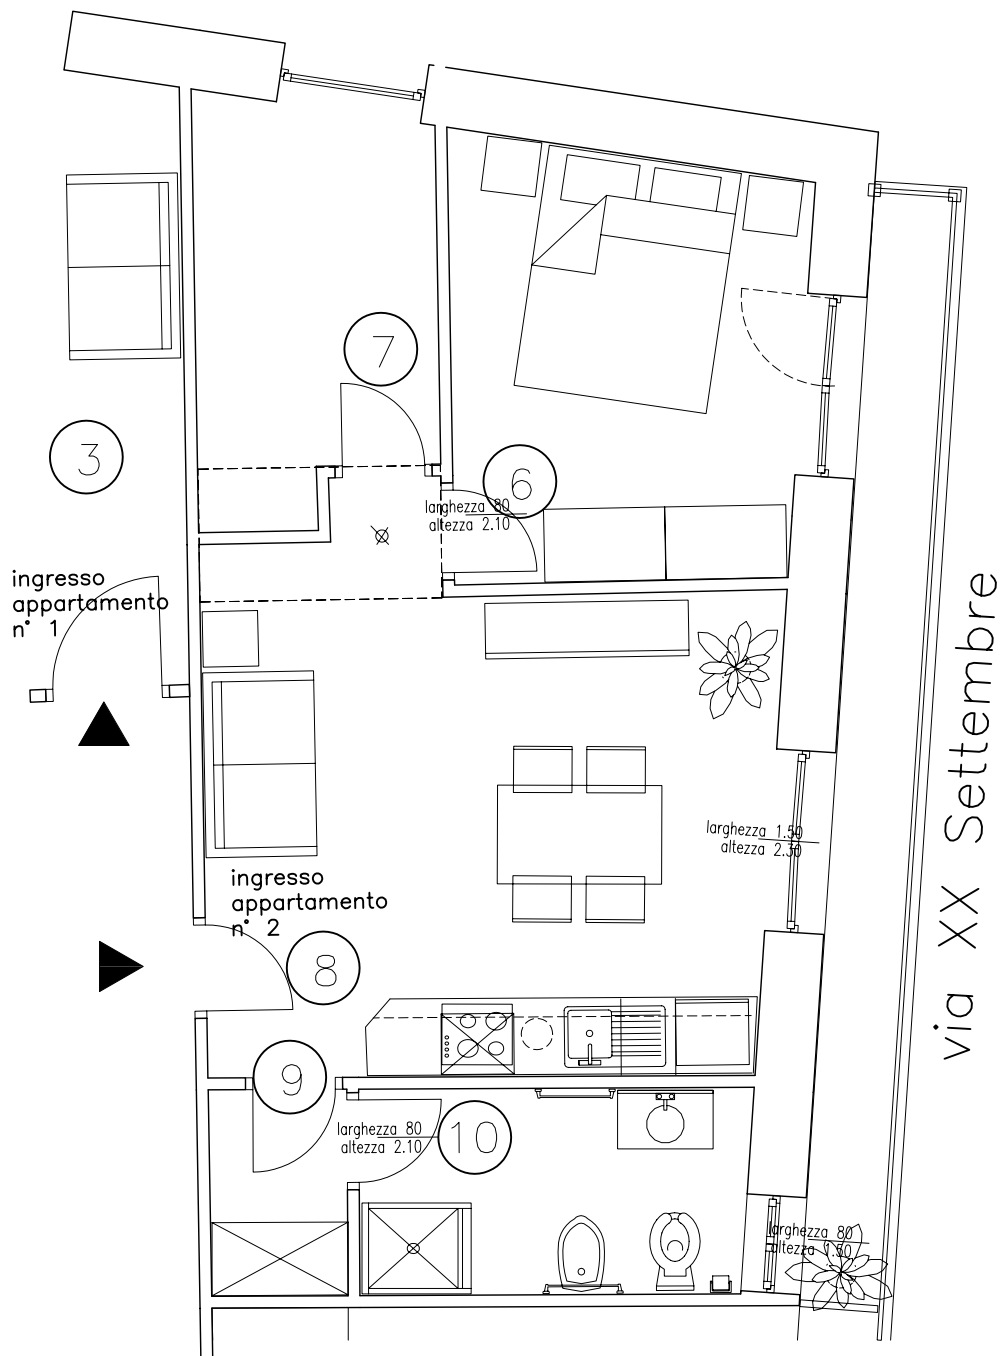 7
3
6
larghezza 80
altezza 2.10
ingresso
appartamento
n° 1
via XX Settembre
larghezza 1.50
altezza 2.30
ingresso
appartamento
n° 2
8
9
larghezza 80
altezza 2.10
10
larghezza 80
altezza 1.50